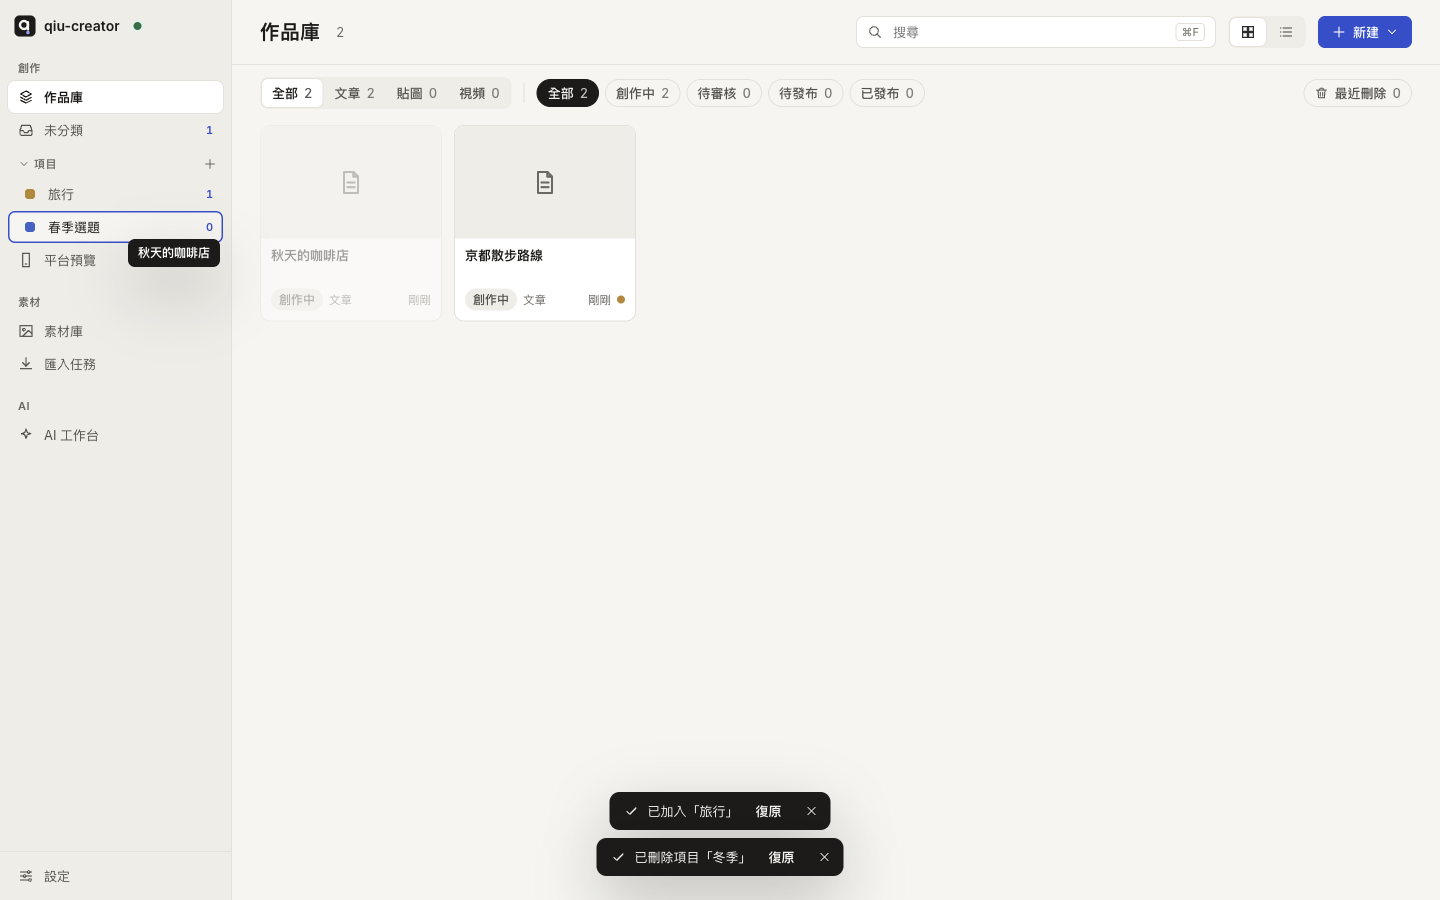 qiu-creator
創作
作品庫
未分類 1
項目
旅行 1
春季選題 0
秋天的咖啡店
平台預覽
素材
素材庫
匯入任務
AI
AI 工作台
設定
作品庫 2
搜尋 ⌘F
新建
全部 2 文章 2 貼圖 0 視頻 0
全部 2 創作中 2 待審核 0 待發布 0 已發布 0
最近刪除 0
秋天的咖啡店
創作中 文章 剛剛
京都散步路線
創作中 文章 剛剛
已加入「旅行」 復原
已刪除項目「冬季」 復原